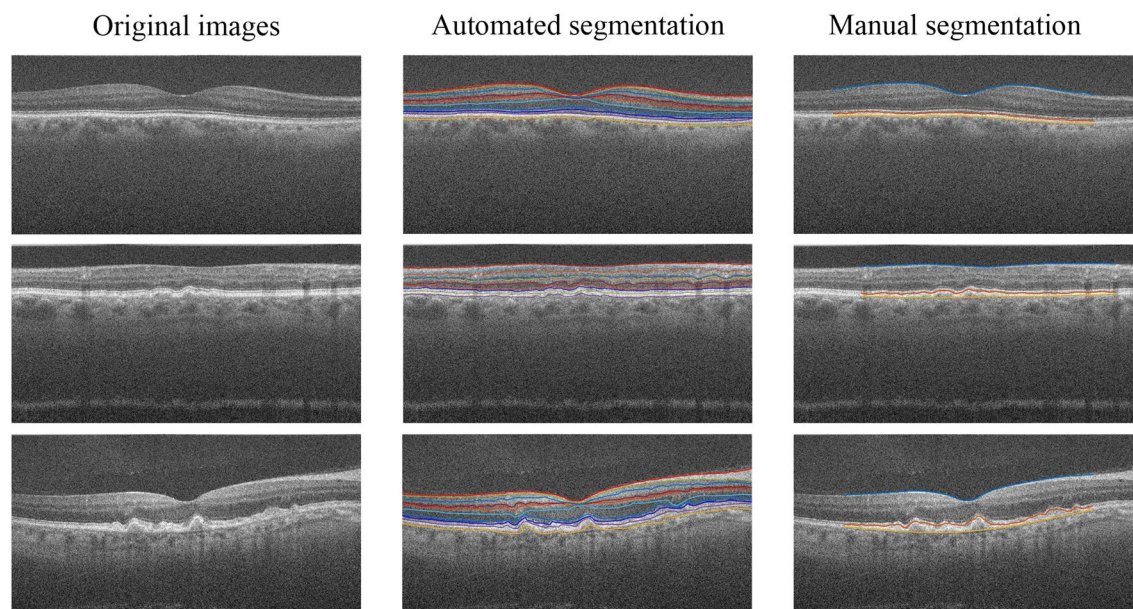 Original images
Automated segmentation
Manual segmentation